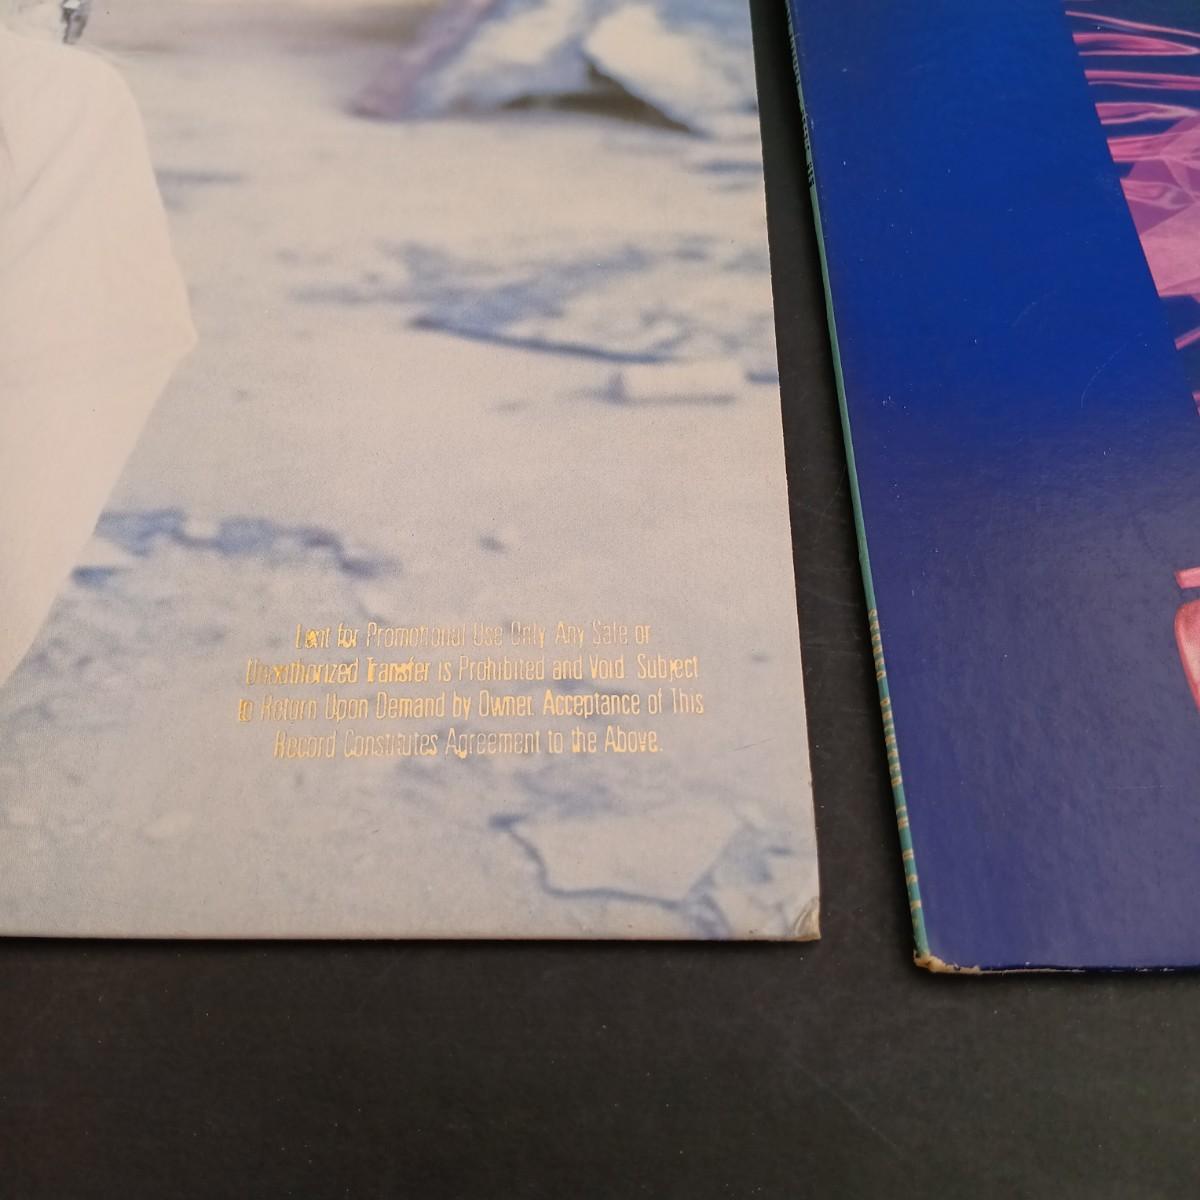 Lent for Promotional Use Only Any Sale or
Unauthorized Transfer is Prohibited and Void. Subject
to Return Upon Demand by Owner. Acceptance of This
Record Constitutes Agreement to the Above.